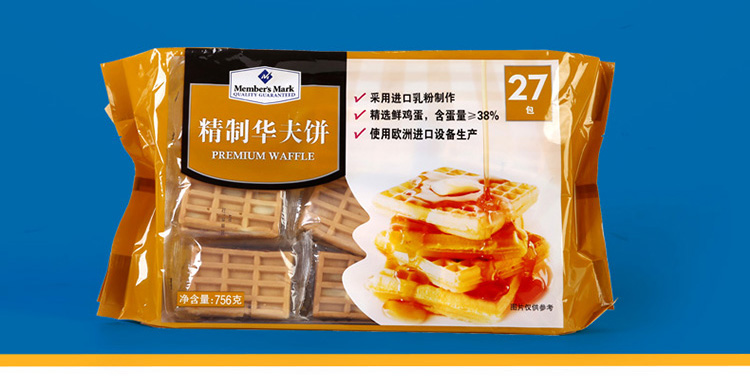 Member's Mark
QUALITY GUARANTEED
精制华夫饼
PREMIUM WAFFLE
✓ 采用进口乳粉制作
✓ 精选鲜鸡蛋，含蛋量≥38%
✓ 使用欧洲进口设备生产
27
包
净含量:756克
图片仅供参考